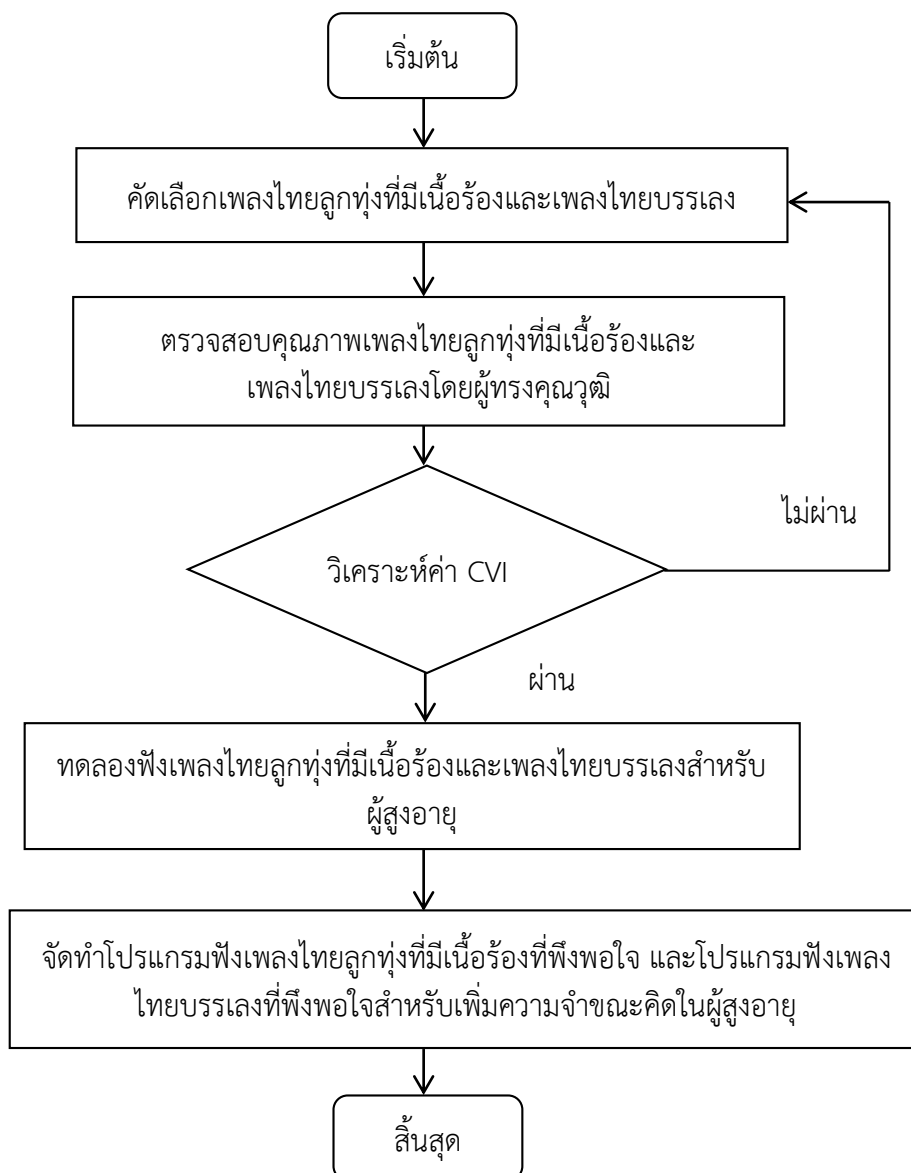 เริ่มต้น
คัดเลือกเพลงไทยลูกทุ่งที่มีเนื้อร้องและเพลงไทยบรรเลง
ตรวจสอบคุณภาพเพลงไทยลูกทุ่งที่มีเนื้อร้องและ
เพลงไทยบรรเลงโดยผู้ทรงคุณวุฒิ
ไม่ผ่าน
วิเคราะห์ค่า CVI
ผ่าน
ทดลองฟังเพลงไทยลูกทุ่งที่มีเนื้อร้องและเพลงไทยบรรเลงสำหรับ
ผู้สูงอายุ
จัดทำโปรแกรมฟังเพลงไทยลูกทุ่งที่มีเนื้อร้องที่พึงพอใจ และโปรแกรมฟังเพลง
ไทยบรรเลงที่พึงพอใจสำหรับเพิ่มความจำขณะคิดในผู้สูงอายุ
สิ้นสุด